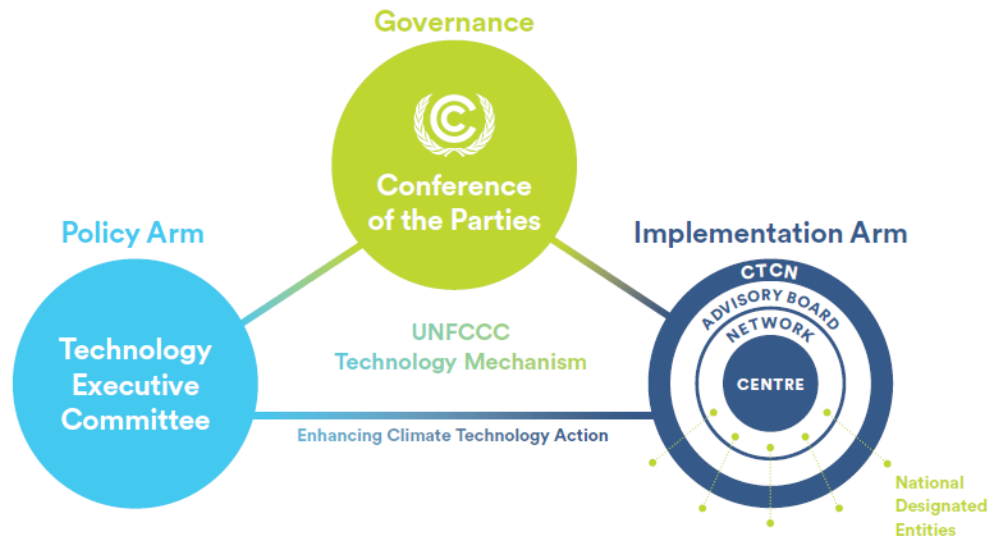 Governance
Conference
of the Parties
Policy Arm
Technology
Executive
Committee
UNFCCC
Technology Mechanism
Enhancing Climate Technology Action
Implementation Arm
CTCN
ADVISORY BOARD
NETWORK
CENTRE
National
Designated
Entities